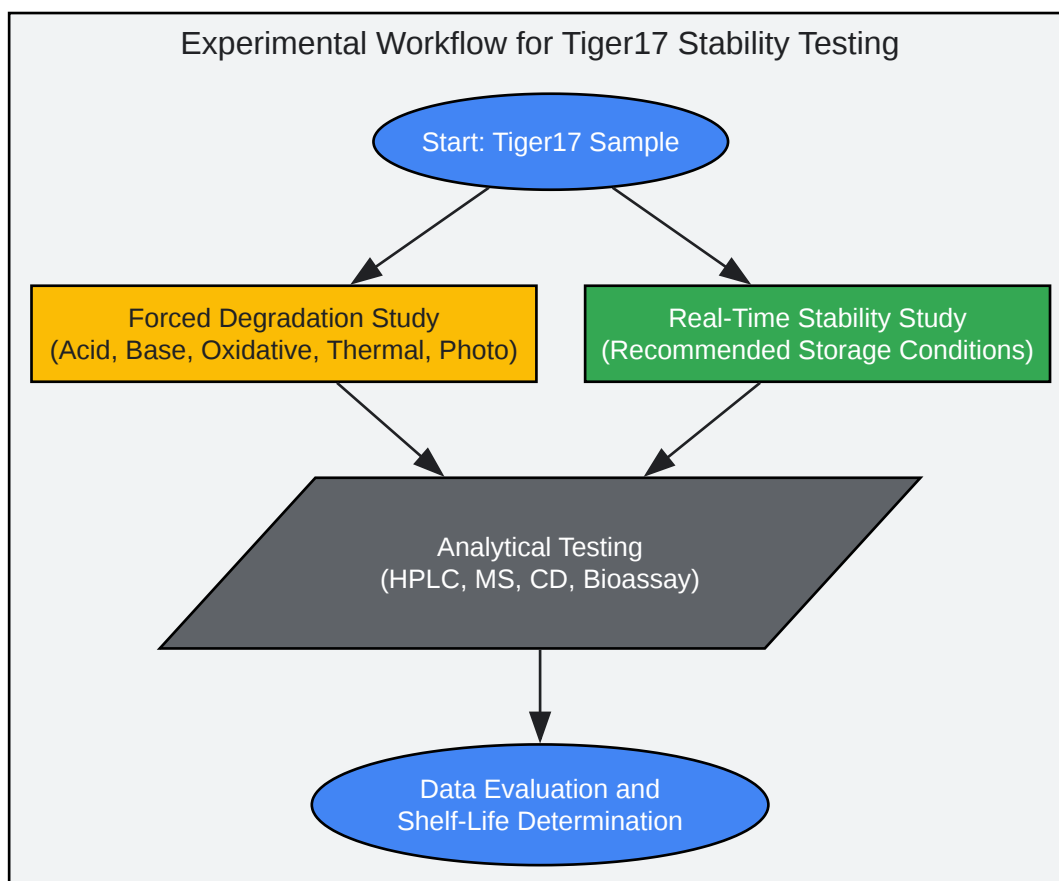 Experimental Workflow for Tiger17 Stability Testing
Start: Tiger17 Sample
Forced Degradation Study
(Acid, Base, Oxidative, Thermal, Photo)
Real-Time Stability Study
(Recommended Storage Conditions)
Analytical Testing
(HPLC, MS, CD, Bioassay)
Data Evaluation and
Shelf-Life Determination